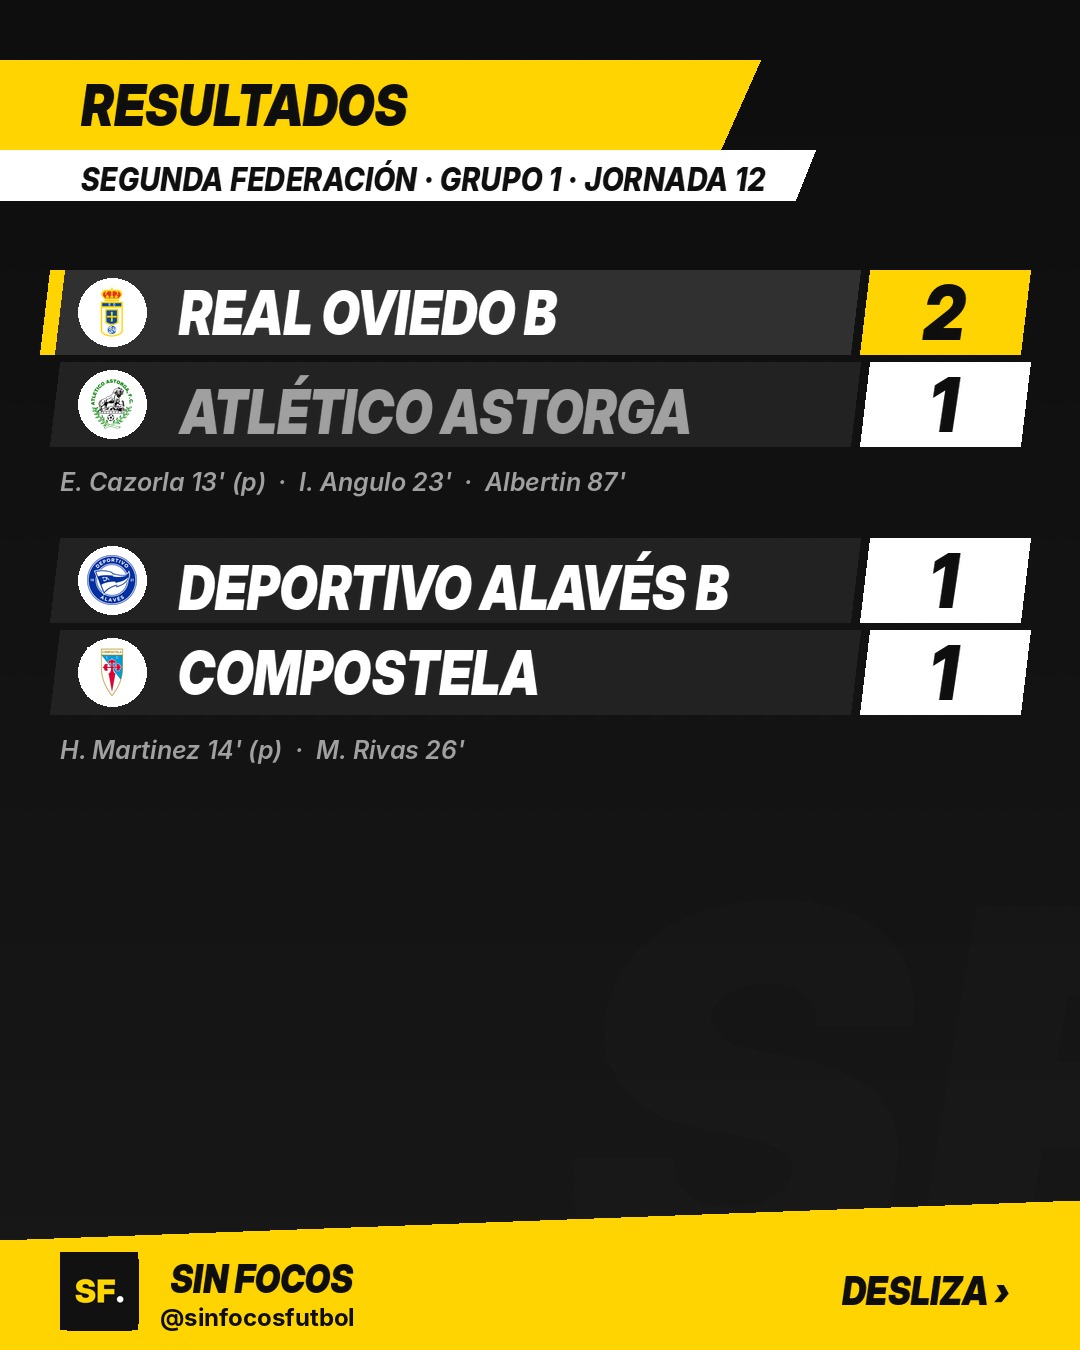 RESULTADOS
SEGUNDA FEDERACIÓN · GRUPO 1 · JORNADA 12
REAL OVIEDO B 2
ATLÉTICO ASTORGA 1
E. Cazorla 13' (p) · I. Angulo 23' · Albertin 87'
DEPORTIVO ALAVÉS B 1
COMPOSTELA 1
H. Martinez 14' (p) · M. Rivas 26'
SF
SF.
SIN FOCOS
@sinfocosfutbol
DESLIZA ›